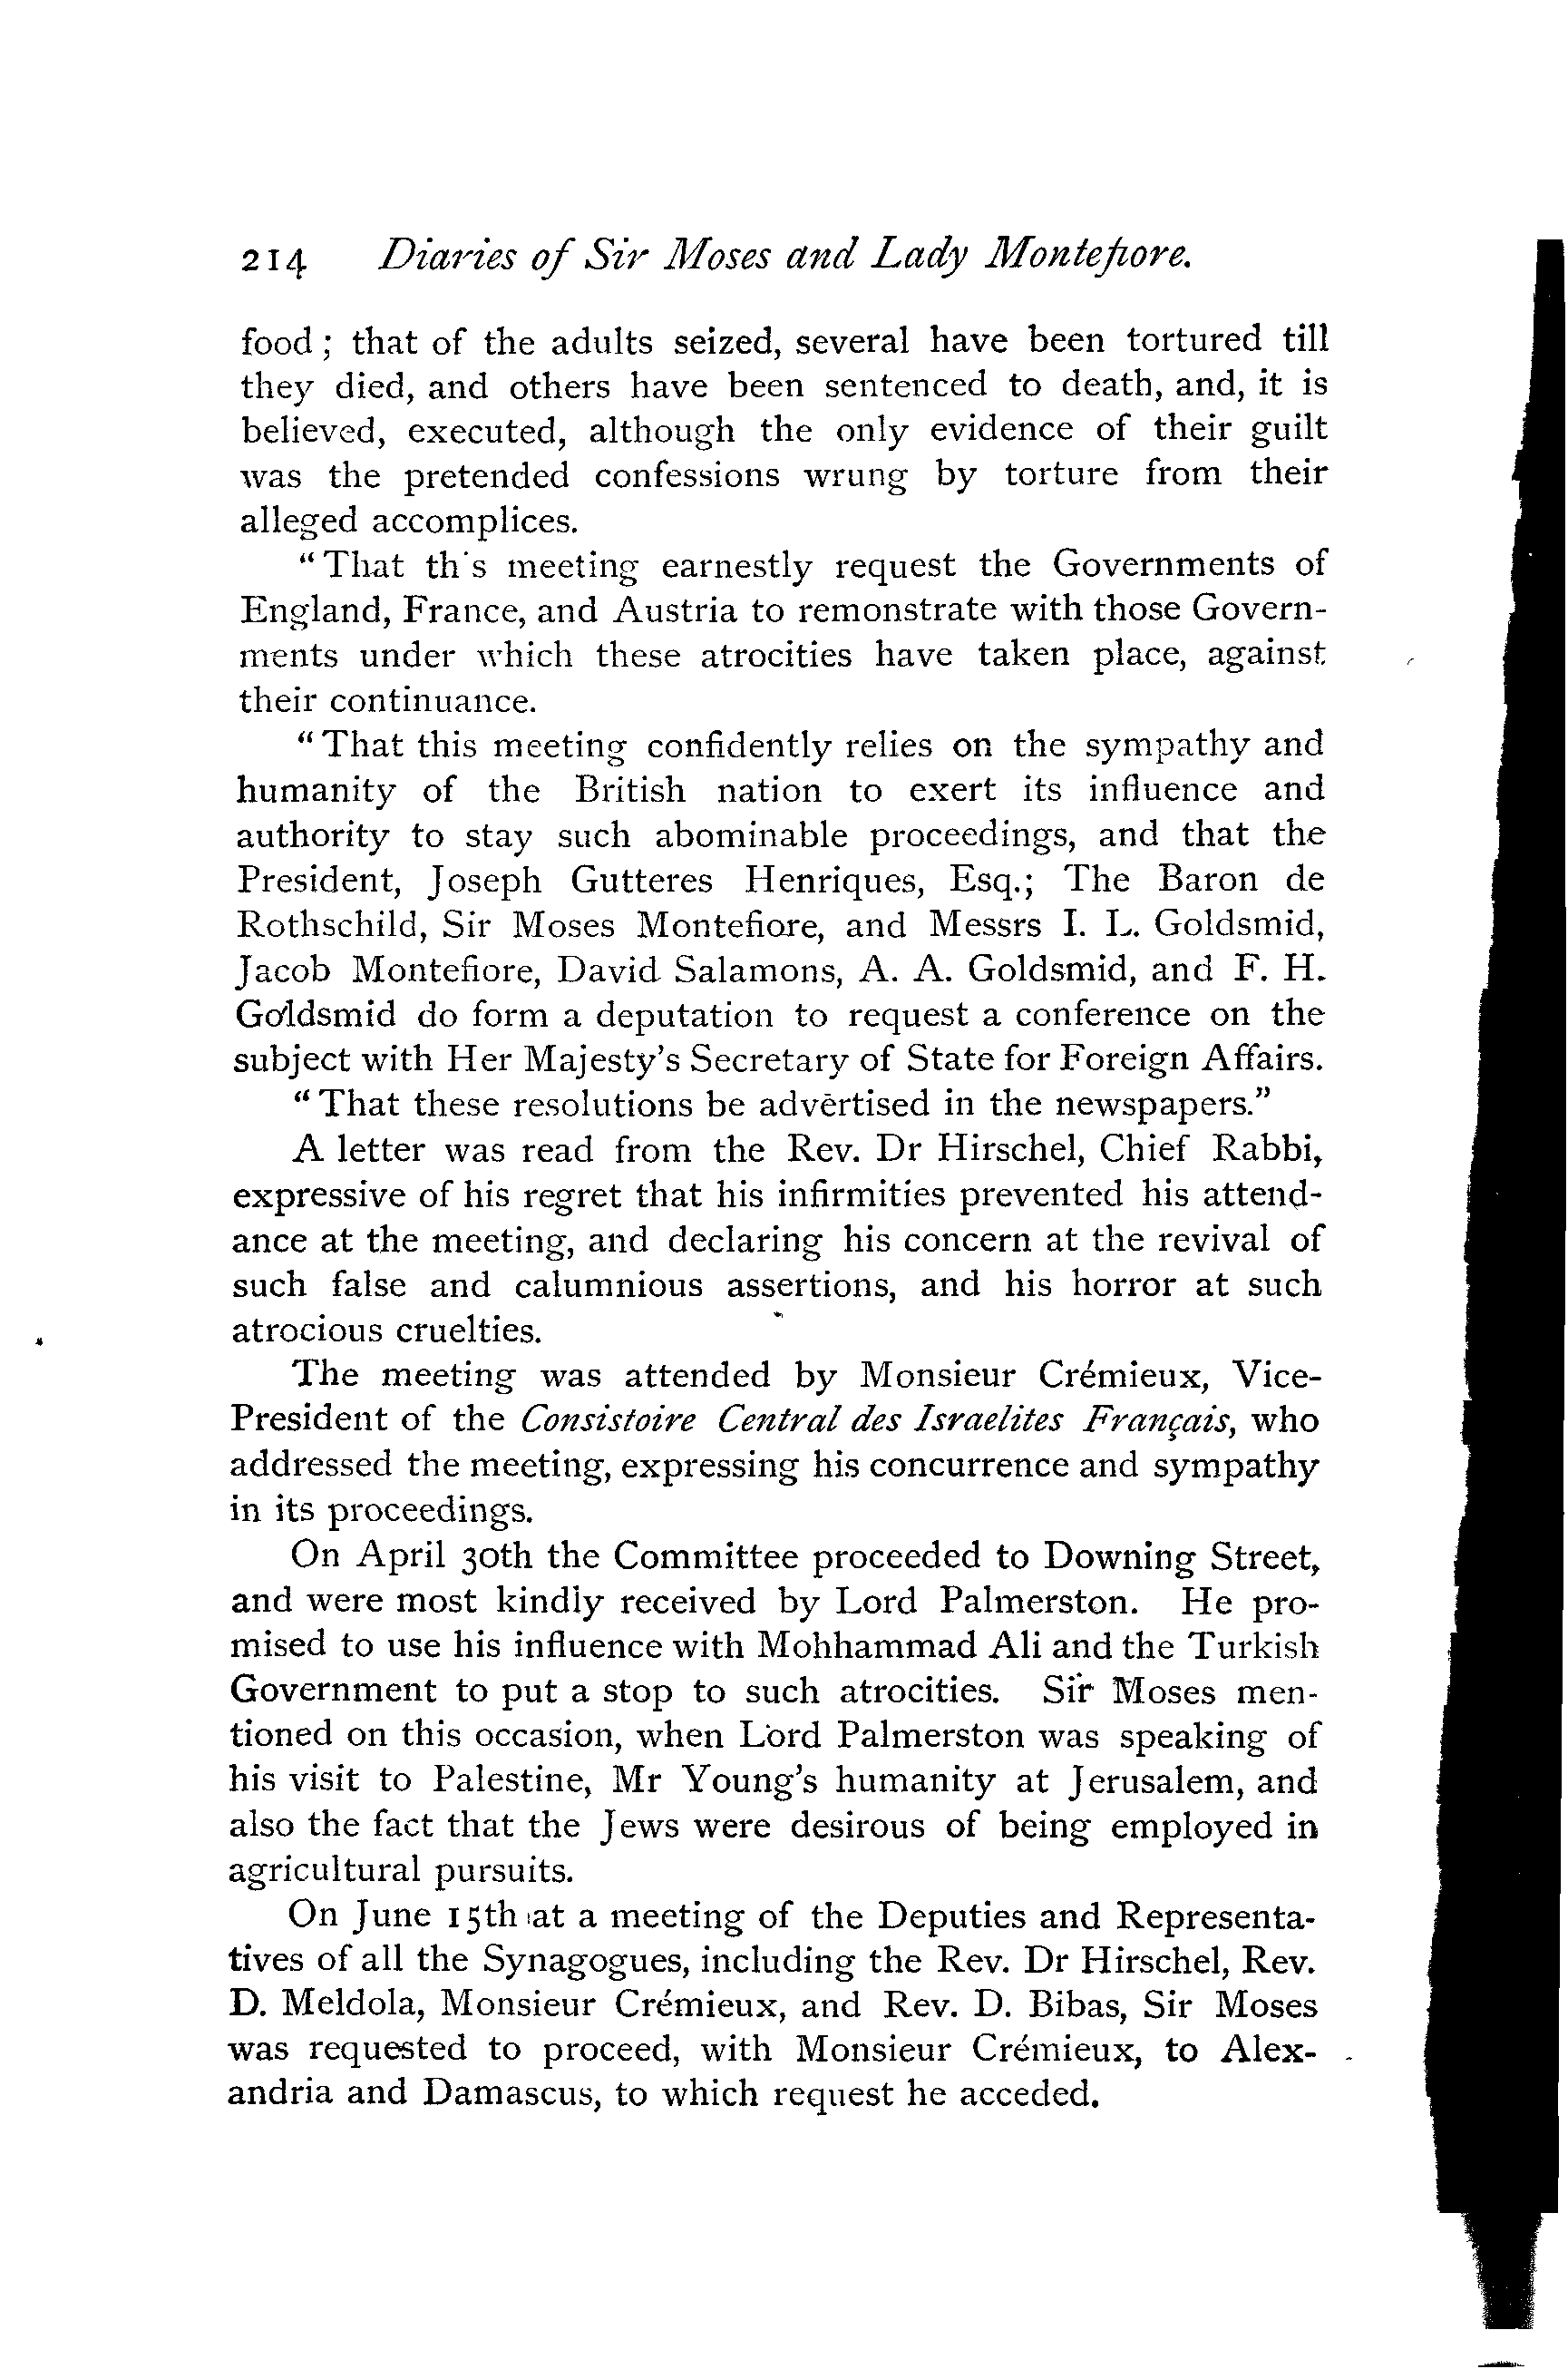 214 Diaries of Sir Moses and Lady Montefiore.
food ; that of the adults seized, several have been tortured till
they died, and others have been sentenced to death, and, it is
believed, executed, although the only evidence of their guilt
was the pretended confessions wrung by torture from their
alleged accomplices.
“ That th's meeting earnestly request the Governments of
England, France, and Austria to remonstrate with those Govern-
ments under which these atrocities have taken place, against
their continuance.
“ That this meeting confidently relies on the sympathy and
humanity of the British nation to exert its influence and
authority to stay such abominable proceedings, and that the
President, Joseph Gutteres Henriques, Esq.; The Baron de
Rothschild, Sir Moses Montefiore, and Messrs I. L. Goldsmid,
Jacob Montefiore, David Salamons, A. A. Goldsmid, and F. H.
Goldsmid do form a deputation to request a conference on the
subject with Her Majesty's Secretary of State for Foreign Affairs.
“ That these resolutions be advertised in the newspapers.”
A letter was read from the Rev. Dr Hirschel, Chief Rabbi,
expressive of his regret that his infirmities prevented his attend-
ance at the meeting, and declaring his concern at the revival of
such false and calumnious assertions, and his horror at such
atrocious cruelties.
The meeting was attended by Monsieur Crémieux, Vice-
President of the Consistoire Central des Israelites Français, who
addressed the meeting, expressing his concurrence and sympathy
in its proceedings.
On April 30th the Committee proceeded to Downing Street,
and were most kindly received by Lord Palmerston. He pro-
mised to use his influence with Mohhammad Ali and the Turkish
Government to put a stop to such atrocities. Sir Moses men-
tioned on this occasion, when Lord Palmerston was speaking of
his visit to Palestine, Mr Young's humanity at Jerusalem, and
also the fact that the Jews were desirous of being employed in
agricultural pursuits.
On June 15th at a meeting of the Deputies and Representa-
tives of all the Synagogues, including the Rev. Dr Hirschel, Rev.
D. Meldola, Monsieur Crémieux, and Rev. D. Bibas, Sir Moses
was requested to proceed, with Monsieur Crémieux, to Alex-
andria and Damascus, to which request he acceded.